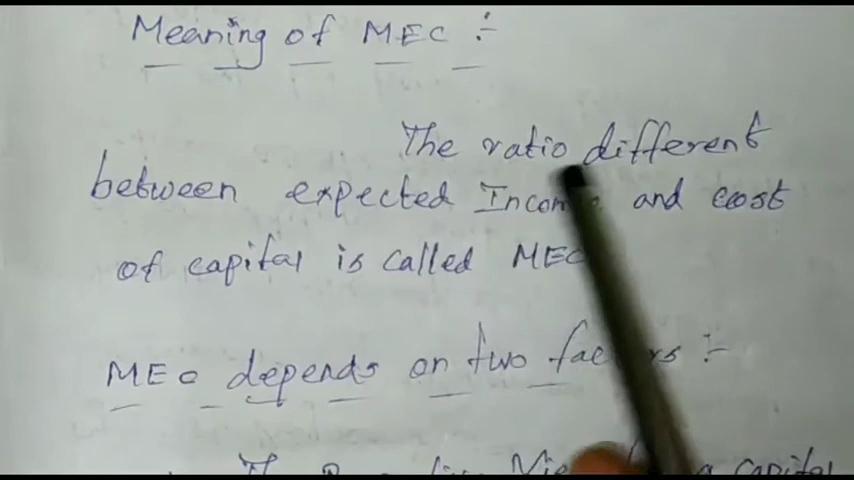 Meaning of MEC :-
The ratio different
between expected Income and cost
of capital is called MEC
MEC depends on two factors :-
a capital